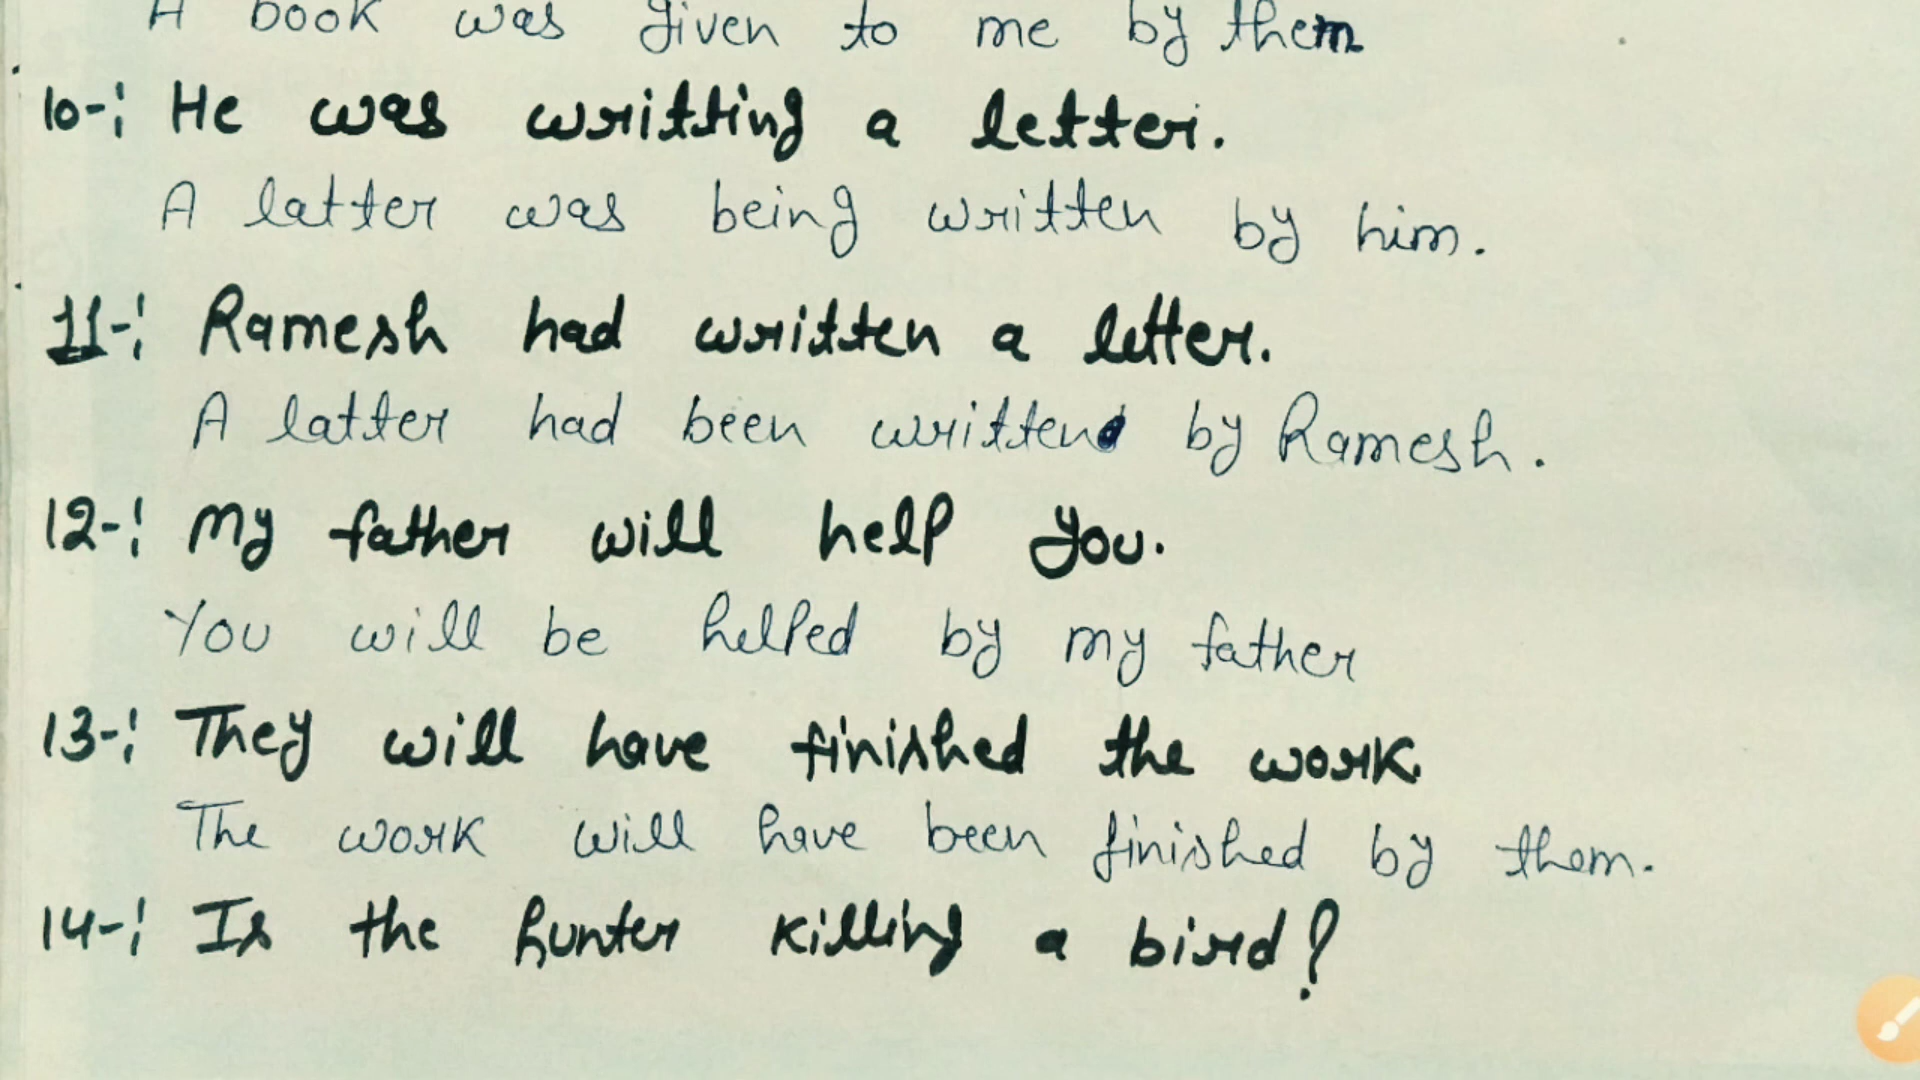 A book was given to me by them
10-: He was writting a letter.
A latter was being written by him.
11-: Ramesh had written a letter.
A latter had been written by Ramesh.
12-: My father will help you.
You will be helped by my father
13-: They will have finished the work.
The work will have been finished by them.
14-: Is the hunter killing a bird?